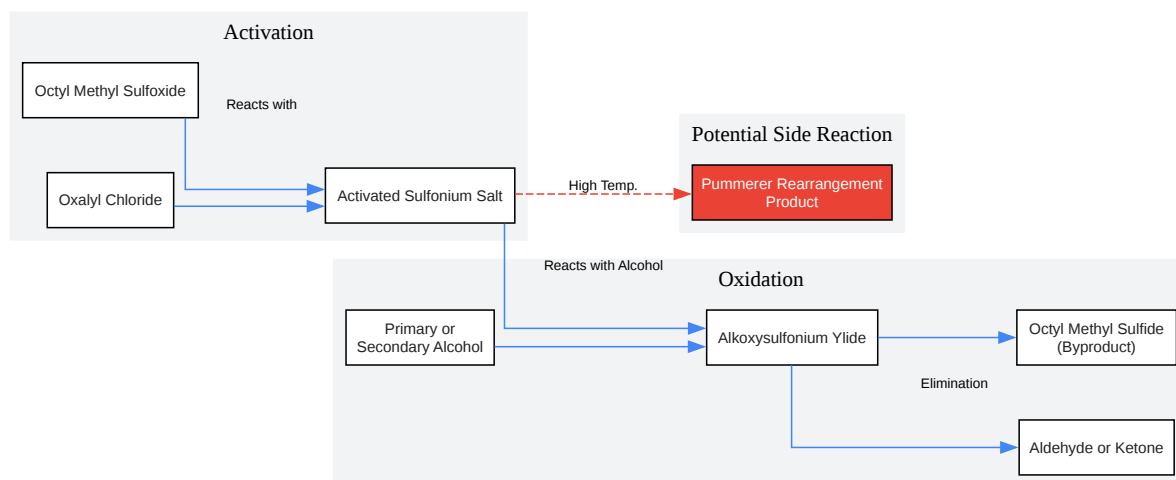 Activation
Octyl Methyl Sulfoxide
Reacts with
Oxalyl Chloride
Activated Sulfonium Salt
High Temp.
Potential Side Reaction
Pummerer Rearrangement
Product
Reacts with Alcohol
Oxidation
Primary or
Secondary Alcohol
Alkoxysulfonium Ylide
Octyl Methyl Sulfide
(Byproduct)
Elimination
Aldehyde or Ketone